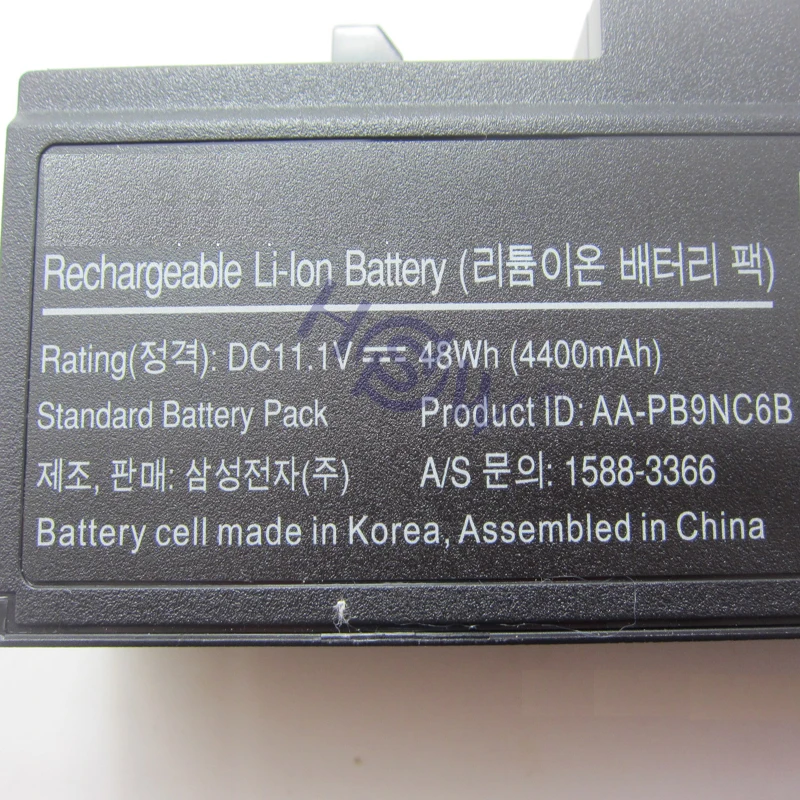 Rechargeable Li-Ion Battery (리튬이온 배터리 팩)
Rating(정격): DC11.1V ⎓ 48Wh (4400mAh)
Standard Battery Pack Product ID: AA-PB9NC6B
제조, 판매: 삼성전자(주) A/S 문의: 1588-3366
Battery cell made in Korea, Assembled in China